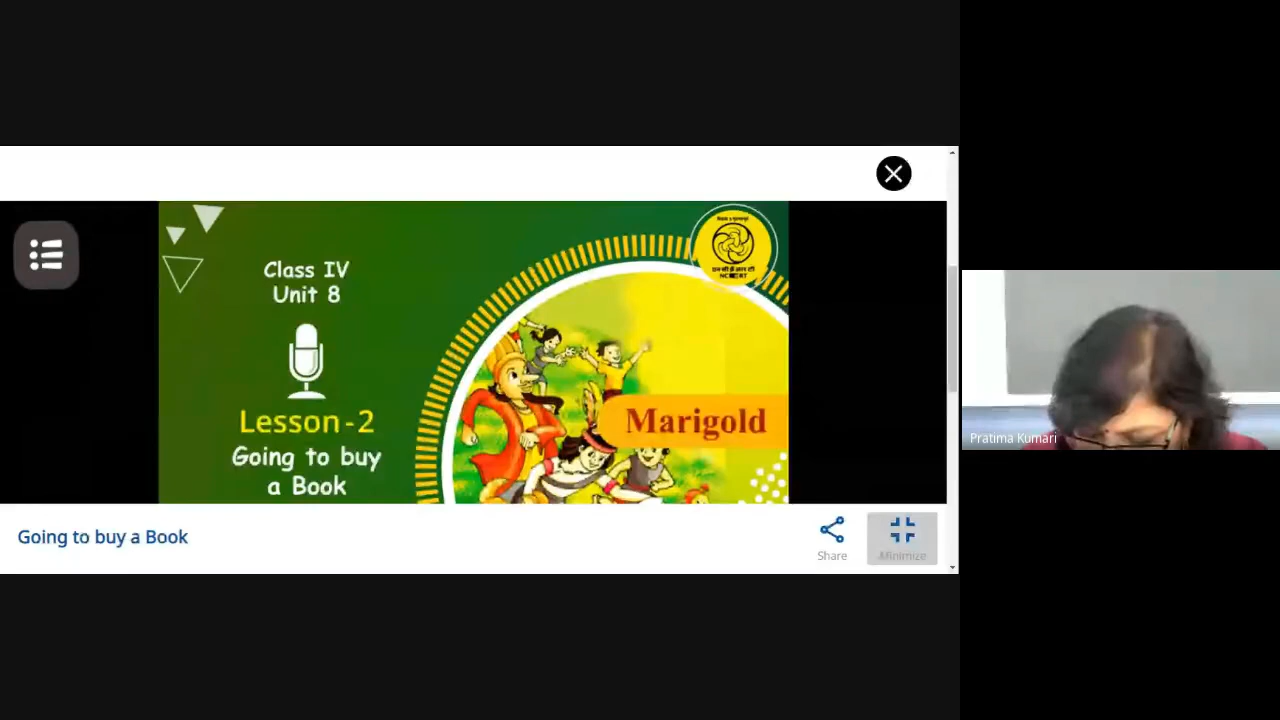 Class IV
Unit 8
Lesson-2
Going to buy
a Book
Marigold
NCERT
Going to buy a Book
Share
Minimize
Pratima Kumari